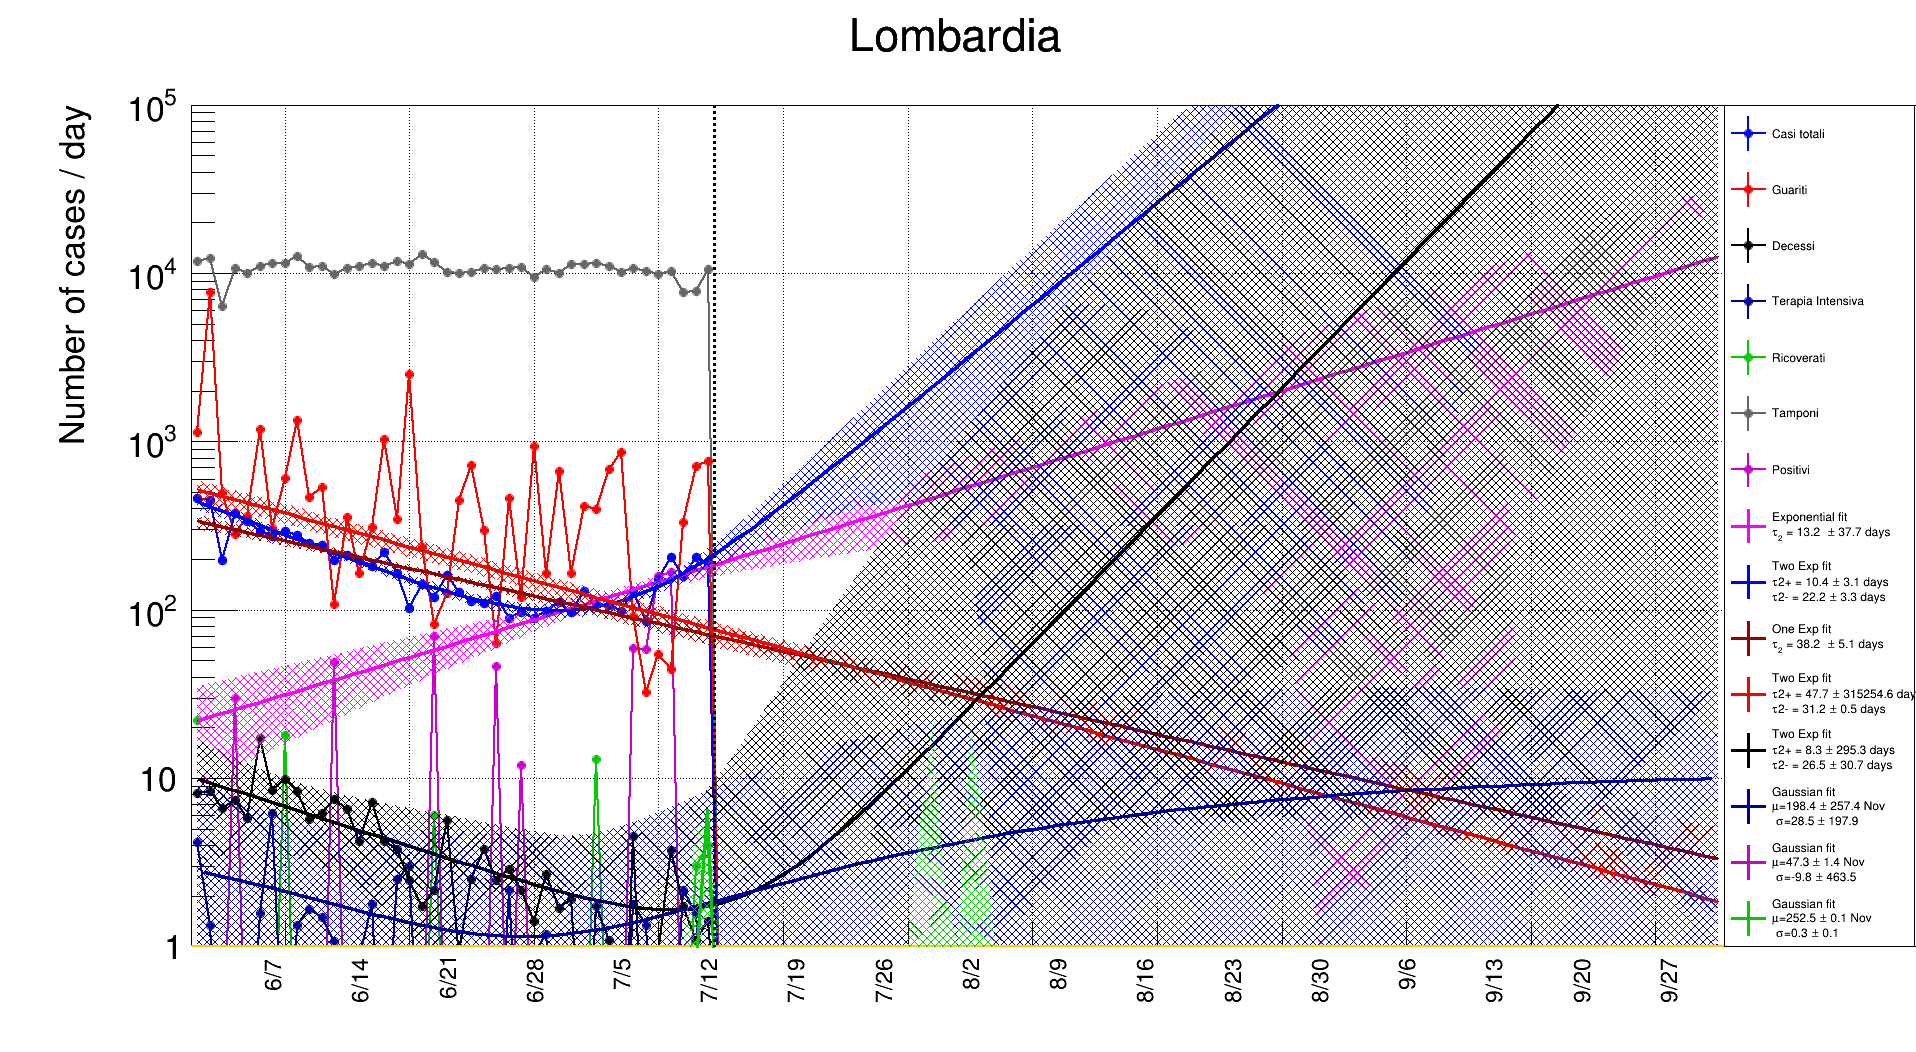 Lombardia
Number of cases / day
10^5
10^4
10^3
10^2
10
1
6/7 6/14 6/21 6/28 7/5 7/12 7/19 7/26 8/2 8/9 8/16 8/23 8/30 9/6 9/13 9/20 9/27
Casi totali
Guariti
Decessi
Terapia Intensiva
Ricoverati
Tamponi
Positivi
Exponential fit
τ₂ = 13.2 ± 37.7 days
Two Exp fit
τ2+ = 10.4 ± 3.1 days
τ2- = 22.2 ± 3.3 days
One Exp fit
τ₂ = 38.2 ± 5.1 days
Two Exp fit
τ2+ = 47.7 ± 315254.6 day
τ2- = 31.2 ± 0.5 days
Two Exp fit
τ2+ = 8.3 ± 295.3 days
τ2- = 26.5 ± 30.7 days
Gaussian fit
μ=198.4 ± 257.4 Nov
σ=28.5 ± 197.9
Gaussian fit
μ=47.3 ± 1.4 Nov
σ=-9.8 ± 463.5
Gaussian fit
μ=252.5 ± 0.1 Nov
σ=0.3 ± 0.1